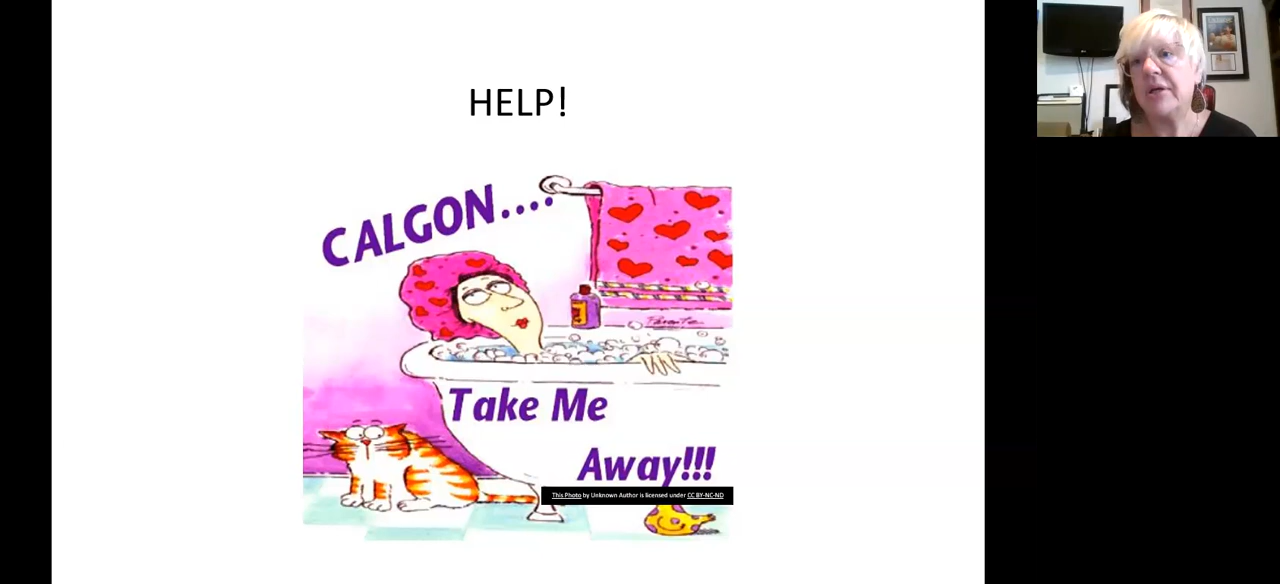 HELP!
CALGON....
Take Me
Away!!!
This Photo by Unknown Author is licensed under CC BY-NC-ND